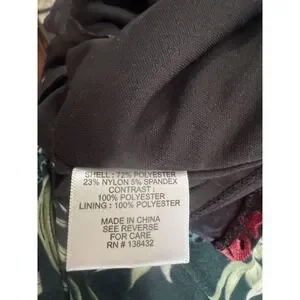 SHELL : 72% POLYESTER
23% NYLON 5% SPANDEX
CONTRAST :
100% POLYESTER
LINING : 100% POLYESTER
MADE IN CHINA
SEE REVERSE
FOR CARE
RN # 138432